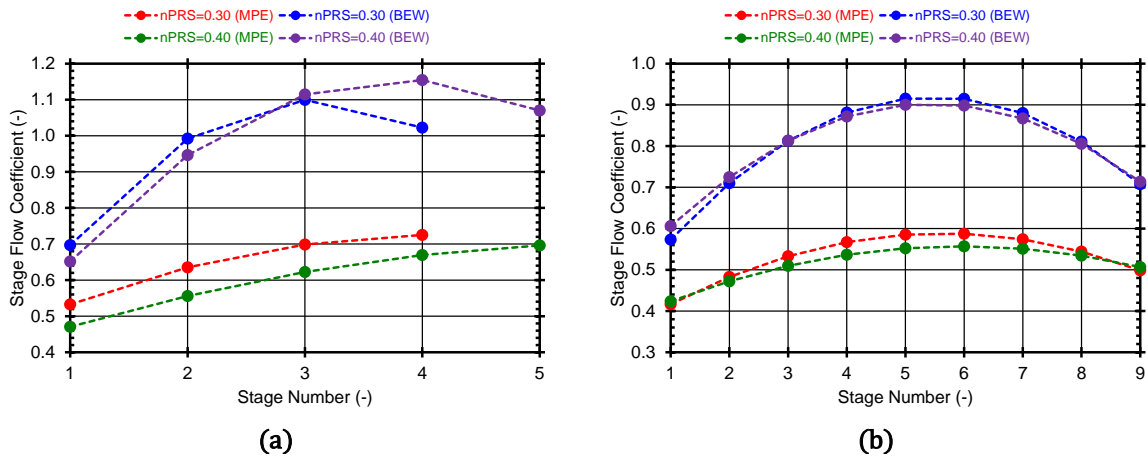 nPRS=0.30 (MPE) nPRS=0.30 (BEW)
nPRS=0.40 (MPE) nPRS=0.40 (BEW)
1.2
1.1
1.0
0.9
0.8
0.7
0.6
0.5
0.4
Stage Flow Coefficient (-)
1 2 3 4 5
Stage Number (-)
(a)
nPRS=0.30 (MPE) nPRS=0.30 (BEW)
nPRS=0.40 (MPE) nPRS=0.40 (BEW)
1.0
0.9
0.8
0.7
0.6
0.5
0.4
0.3
Stage Flow Coefficient (-)
1 2 3 4 5 6 7 8 9
Stage Number (-)
(b)